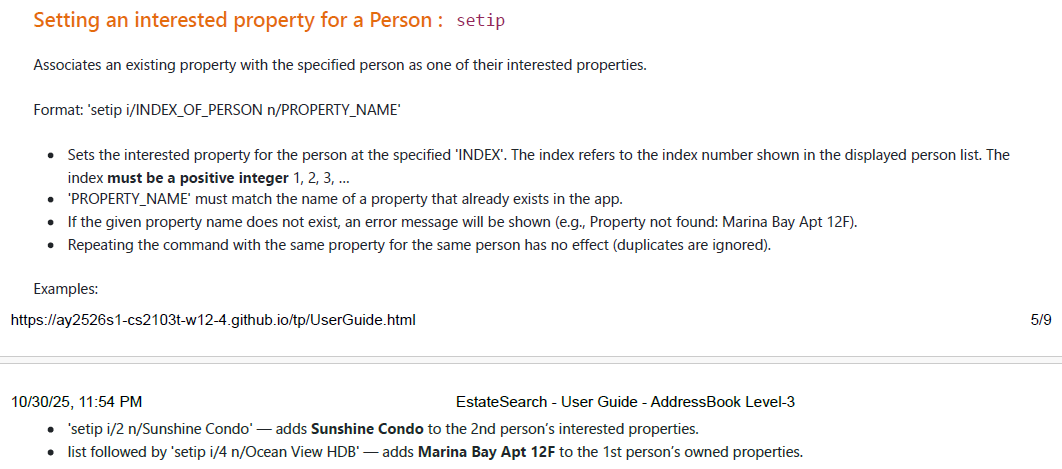 Setting an interested property for a Person : setip
Associates an existing property with the specified person as one of their interested properties.
Format: 'setip i/INDEX_OF_PERSON n/PROPERTY_NAME'
• Sets the interested property for the person at the specified 'INDEX'. The index refers to the index number shown in the displayed person list. The
index must be a positive integer 1, 2, 3, ...
• 'PROPERTY_NAME' must match the name of a property that already exists in the app.
• If the given property name does not exist, an error message will be shown (e.g., Property not found: Marina Bay Apt 12F).
• Repeating the command with the same property for the same person has no effect (duplicates are ignored).
Examples:
https://ay2526s1-cs2103t-w12-4.github.io/tp/UserGuide.html 5/9
10/30/25, 11:54 PM EstateSearch - User Guide - AddressBook Level-3
• 'setip i/2 n/Sunshine Condo' — adds Sunshine Condo to the 2nd person’s interested properties.
• list followed by 'setip i/4 n/Ocean View HDB' — adds Marina Bay Apt 12F to the 1st person’s owned properties.